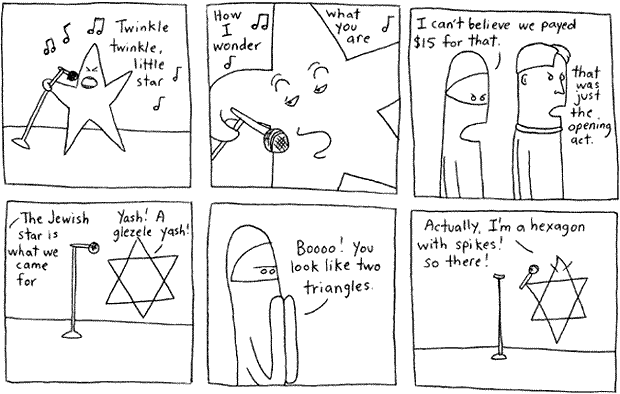 Twinkle
twinkle,
little
star
How
I
wonder
what
you
are
I can't believe we payed
$15 for that.
that
was
just
the
opening
act.
The Jewish
star is
what we
came
for
Yash! A
glezele yash!
Boooo! You
look like two
triangles.
Actually, I'm a hexagon
with spikes!
so there!